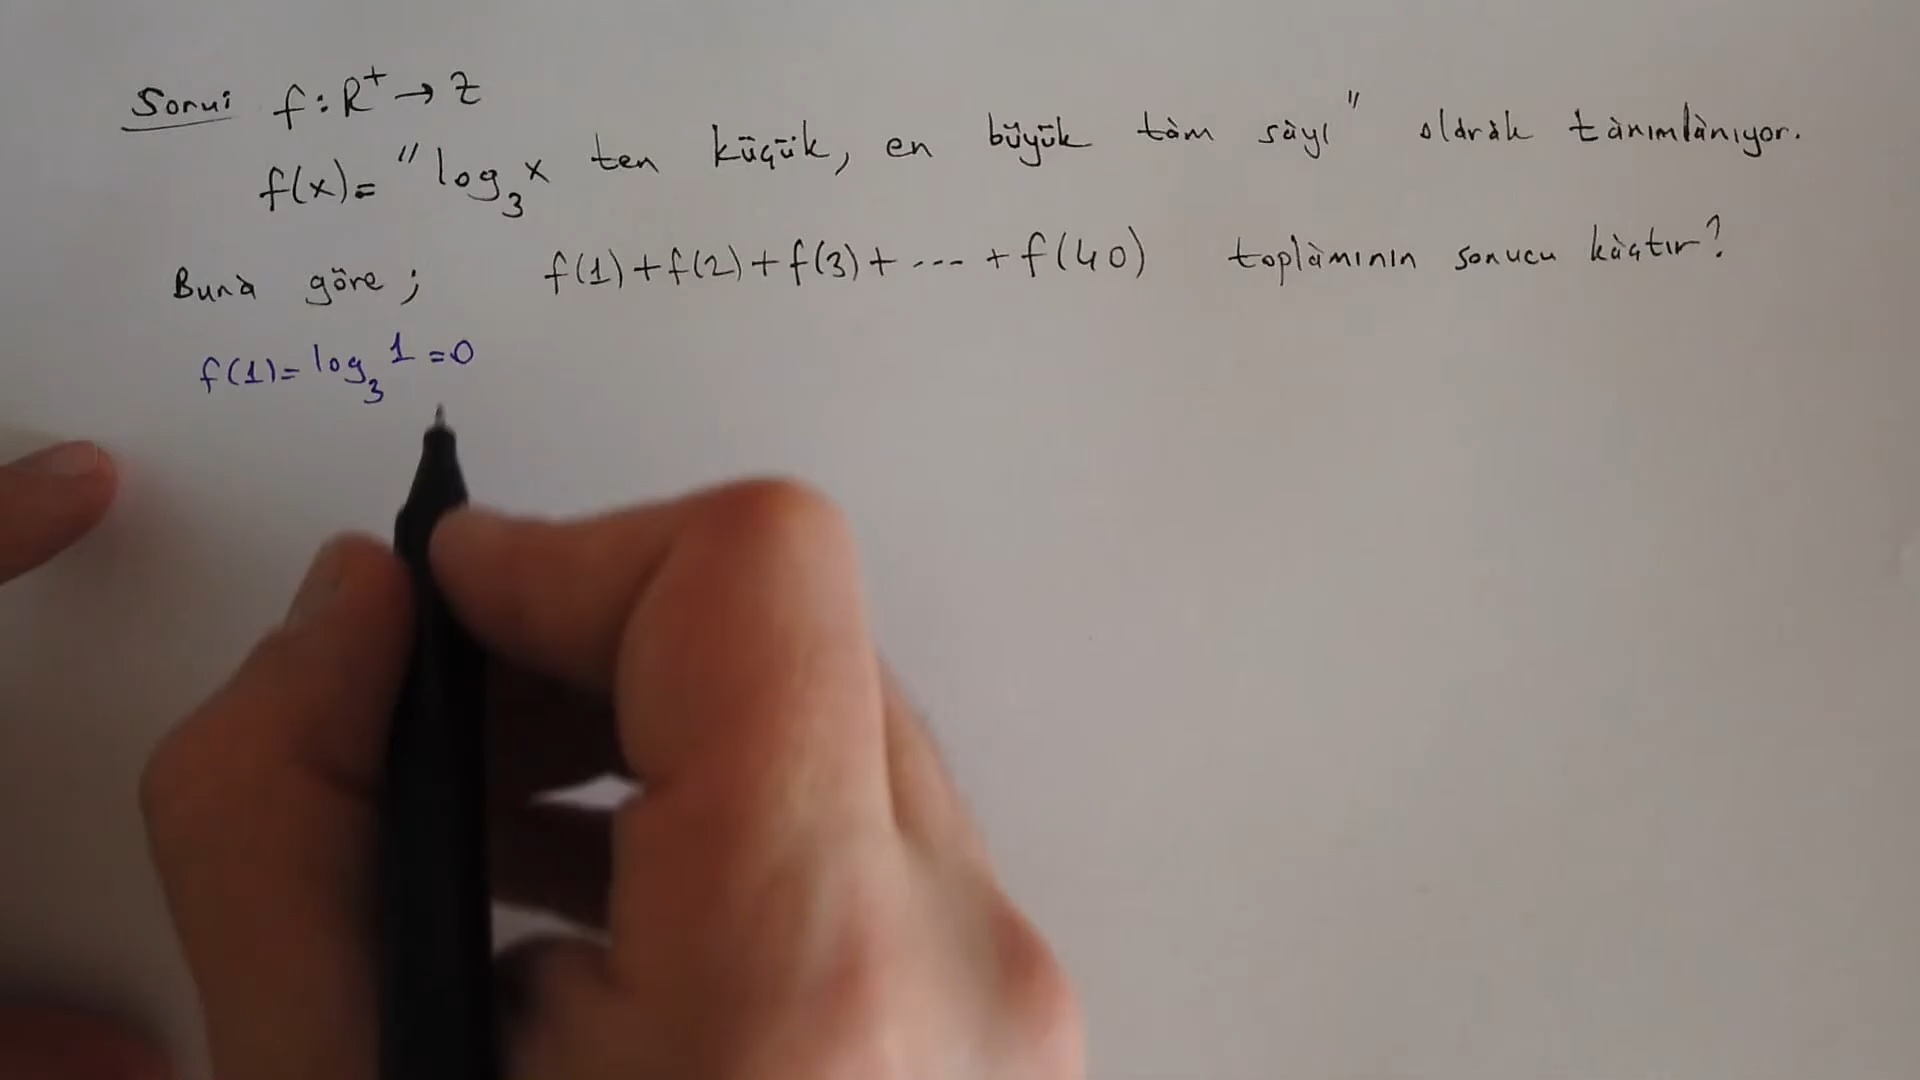 Soru: f:R⁺→Z
f(x)= "log₃x ten küçük, en büyük tam sayı" olarak tanımlanıyor.
Buna göre; f(1)+f(2)+f(3)+ --- +f(40) toplamının sonucu kaçtır?
f(1)=log₃1=0